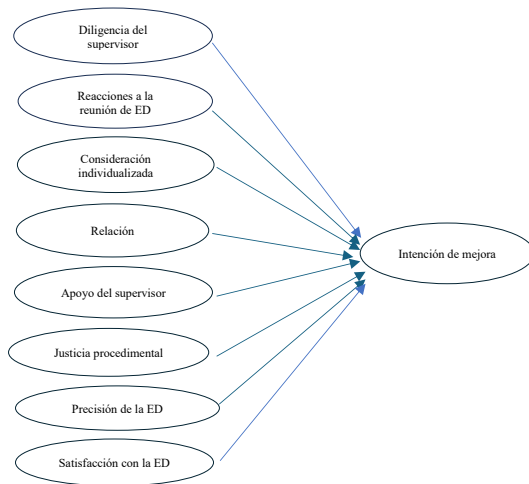 Diligencia del
supervisor
Reacciones a la
reunión de ED
Consideración
individualizada
Relación
Intención de mejora
Apoyo del supervisor
Justicia procedimental
Precisión de la ED
Satisfacción con la ED